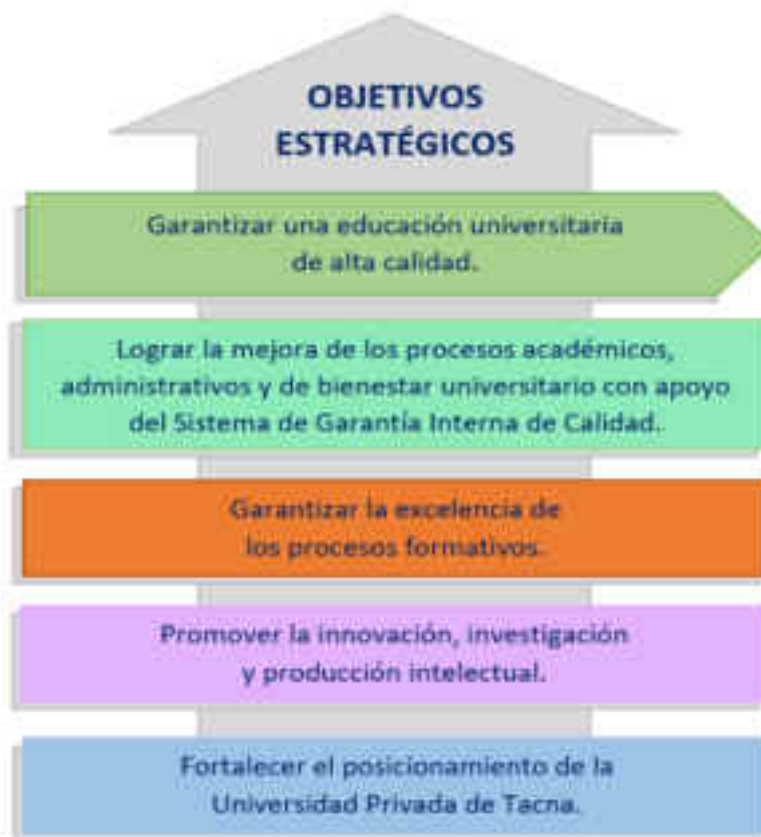 OBJETIVOS
ESTRATÉGICOS
Garantizar una educación universitaria
de alta calidad.
Lograr la mejora de los procesos académicos,
administrativos y de bienestar universitario con apoyo
del Sistema de Garantía Interna de Calidad.
Garantizar la excelencia de
los procesos formativos.
Promover la innovación, investigación
y producción intelectual.
Fortalecer el posicionamiento de la
Universidad Privada de Tacna.